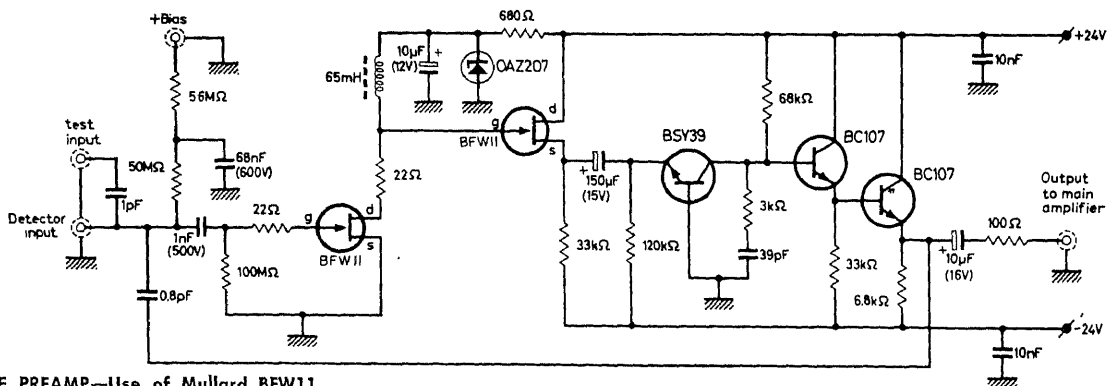 +Bias
56MΩ
test
input
50MΩ
68nF
(600V)
1pF
Detector
input
1nF
(500V)
22Ω
100MΩ
0.8pF
65mH
10μF
(12V)
+
OAZ207
680Ω
22Ω
g
d
s
BFW11
g
d
s
BFW11
+
150μF
(15V)
33kΩ
120kΩ
BSY39
68kΩ
3kΩ
39pF
BC107
33kΩ
BC107
6.8kΩ
+24V
10nF
Output
to main
amplifier
100Ω
+
10μF
(16V)
-24V
10nF
PREAMP—Use of Mullard BFW11